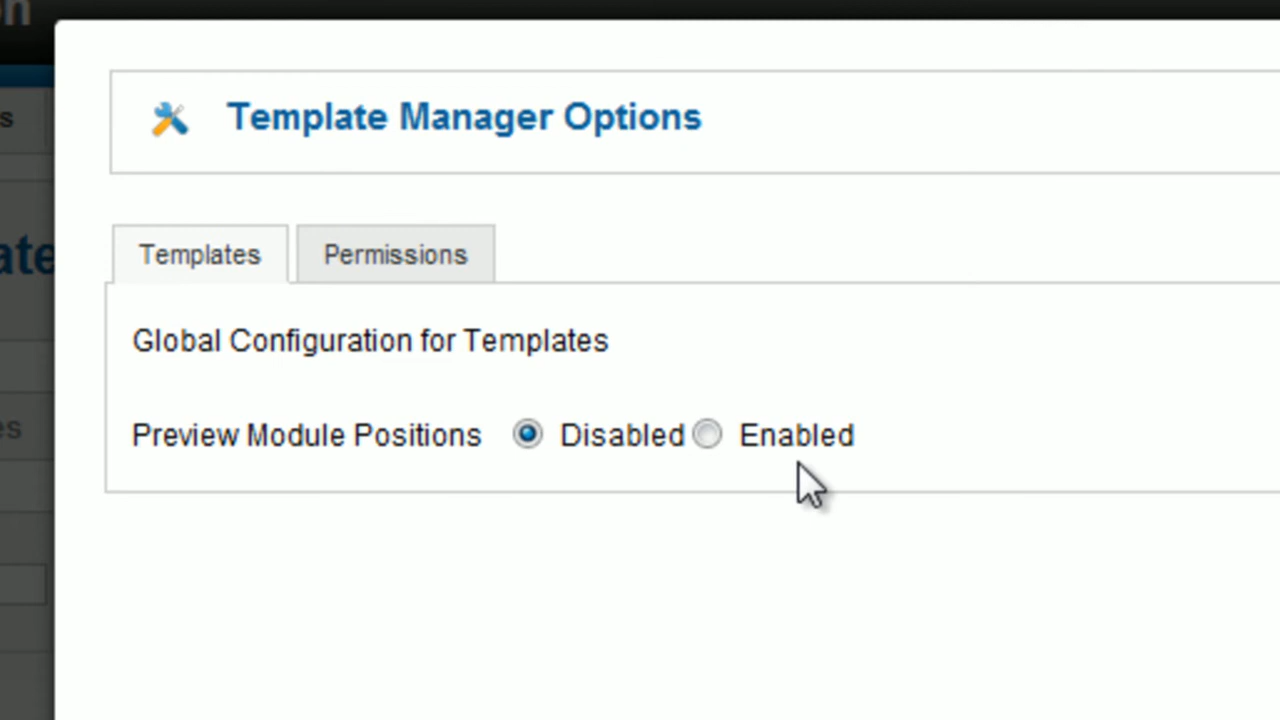 Template Manager Options
Templates Permissions
Global Configuration for Templates
Preview Module Positions Disabled Enabled